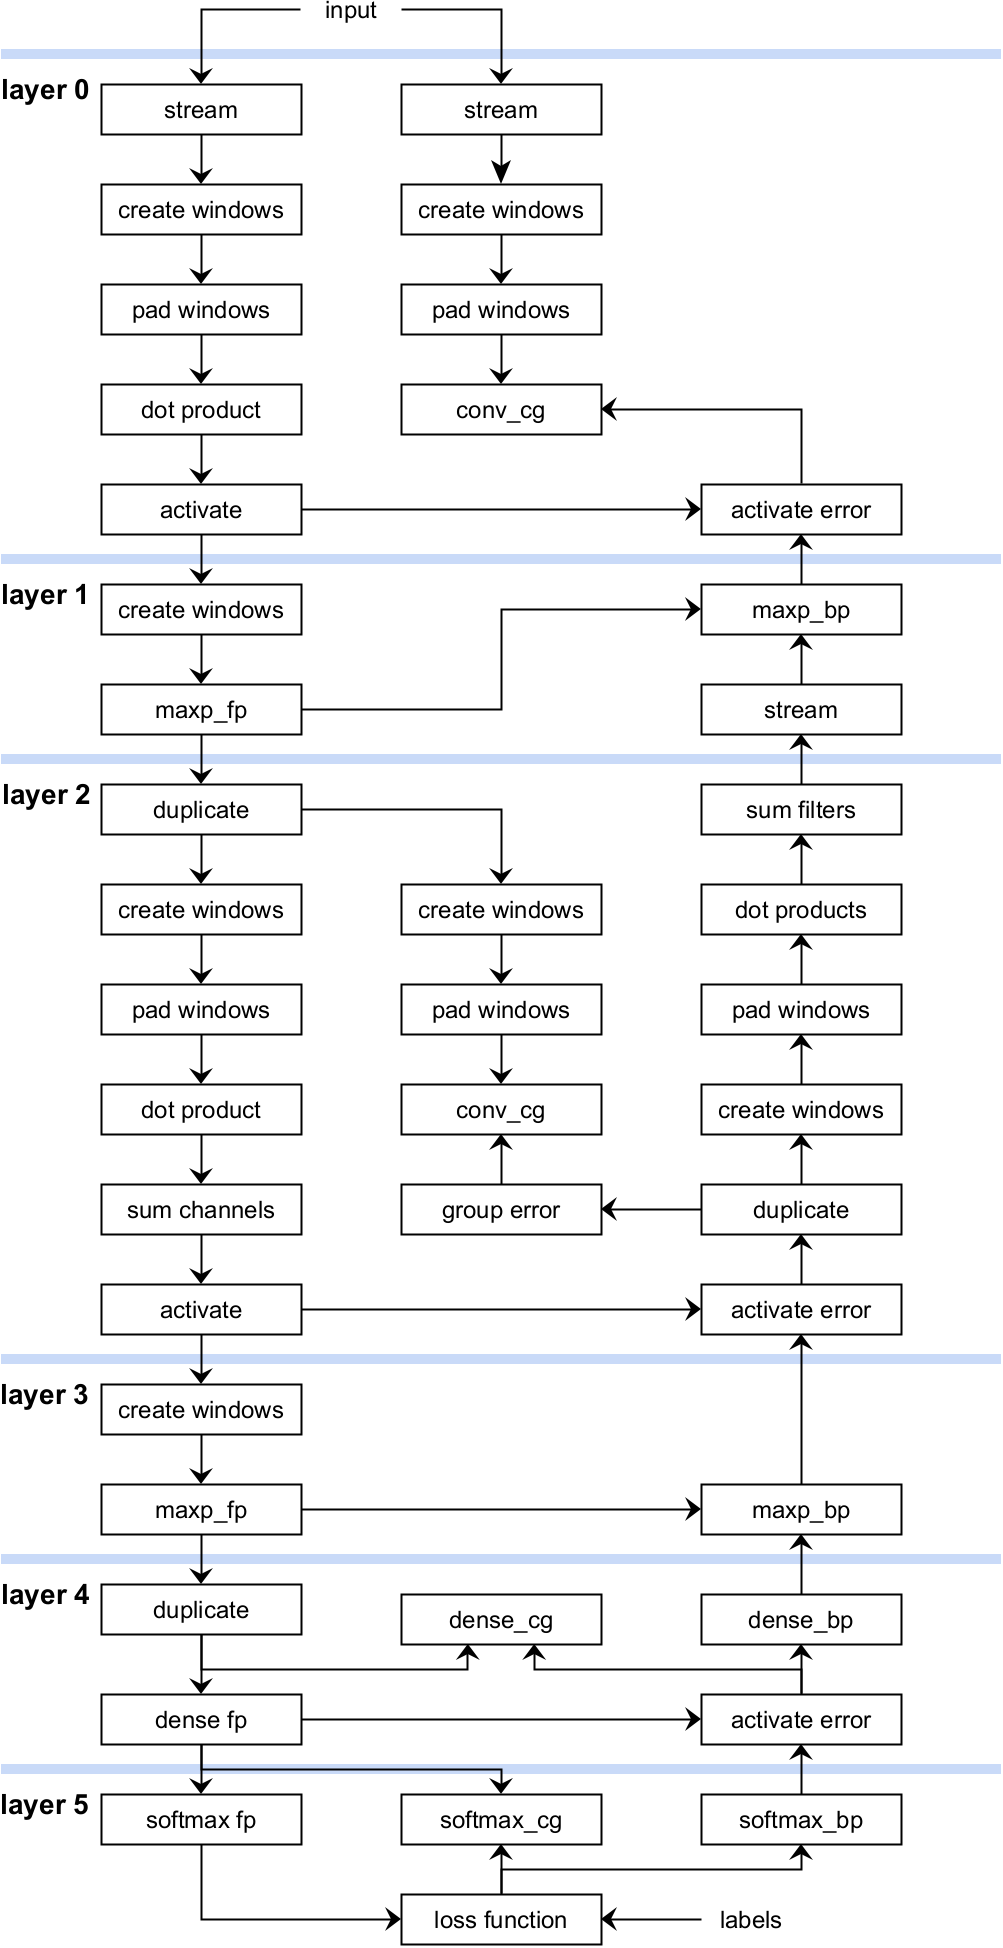 input
layer 0
stream
stream
create windows
create windows
pad windows
pad windows
dot product
conv_cg
activate
activate error
layer 1
create windows
maxp_bp
maxp_fp
stream
layer 2
duplicate
sum filters
create windows
create windows
dot products
pad windows
pad windows
pad windows
dot product
conv_cg
create windows
sum channels
group error
duplicate
activate
activate error
layer 3
create windows
maxp_fp
maxp_bp
layer 4
duplicate
dense_cg
dense_bp
dense fp
activate error
layer 5
softmax fp
softmax_cg
softmax_bp
loss function
labels